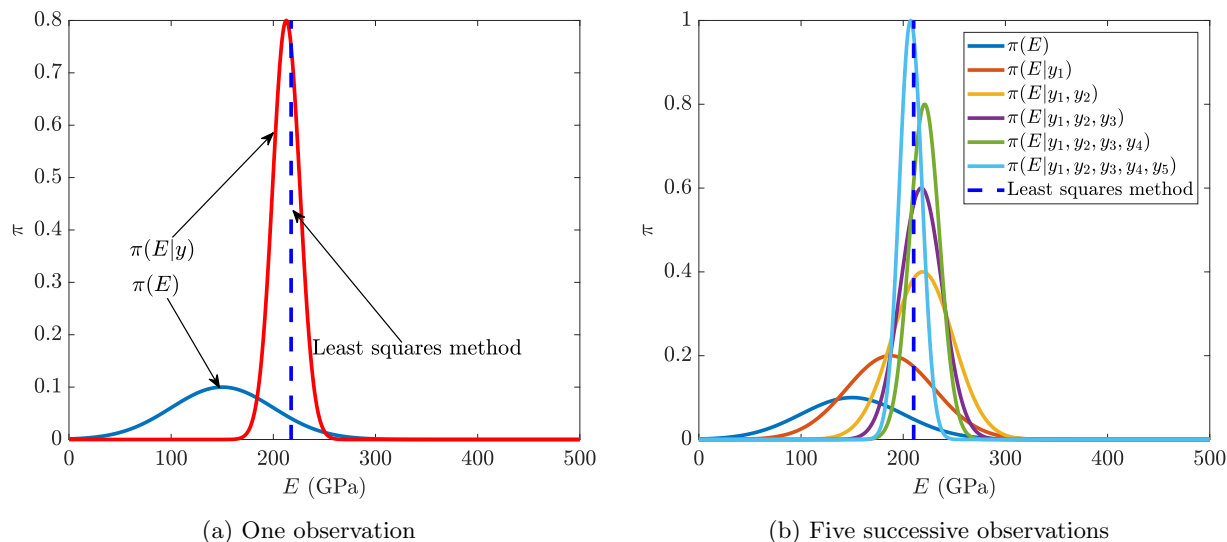 0.8
0.7
0.6
0.5
0.4
0.3
0.2
0.1
0
π
π(E|y)
π(E)
Least squares method
0 100 200 300 400 500
E (GPa)
(a) One observation
1
0.8
0.6
0.4
0.2
0
π
π(E)
π(E|y₁)
π(E|y₁, y₂)
π(E|y₁, y₂, y₃)
π(E|y₁, y₂, y₃, y₄)
π(E|y₁, y₂, y₃, y₄, y₅)
Least squares method
0 100 200 300 400 500
E (GPa)
(b) Five successive observations